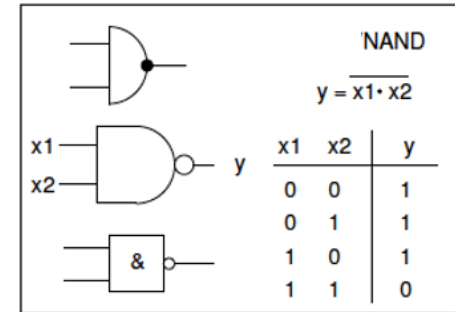 'NAND
y = x1• x2
x1
x2
y
&
x1 x2 y
0 0 1
0 1 1
1 0 1
1 1 0